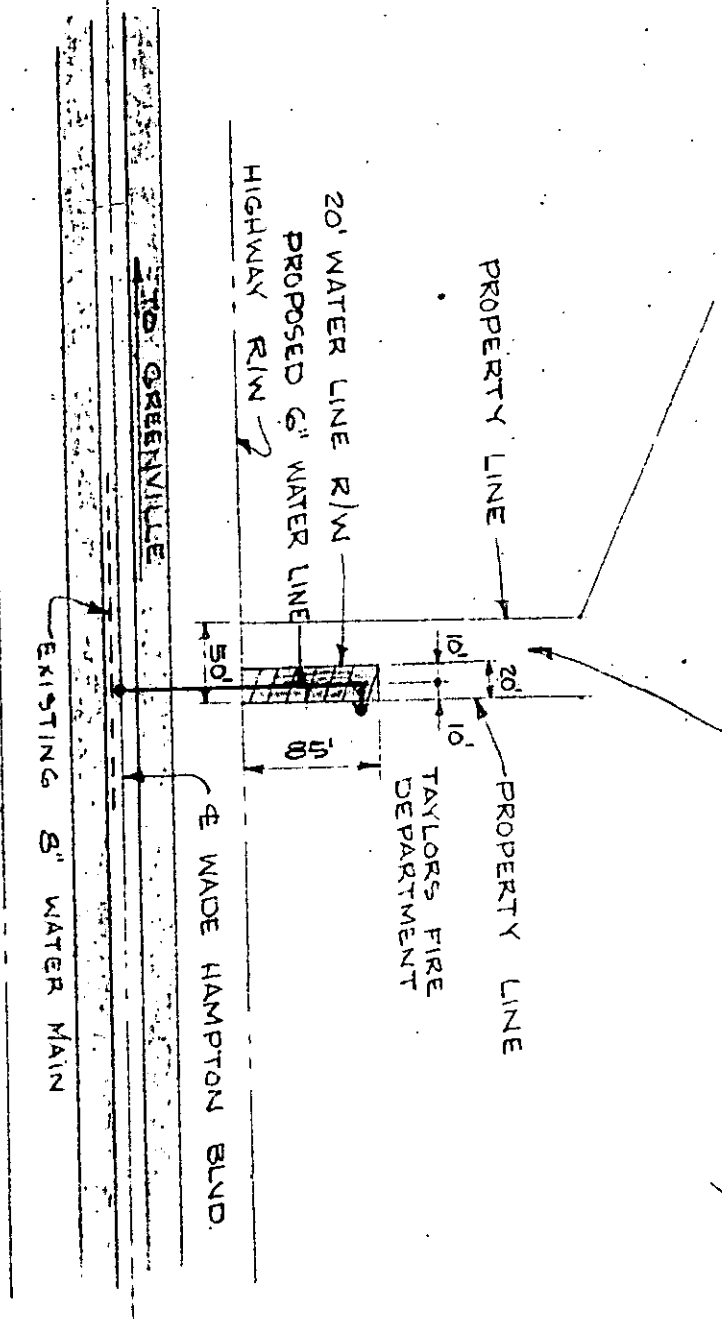 PROPERTY LINE
PROPERTY LINE
20'
10'
10'
TAYLORS FIRE
DEPARTMENT
20' WATER LINE R/W
PROPOSED 6" WATER LINE
HIGHWAY R/W
85'
50'
TO GREENVILLE
℄ WADE HAMPTON BLVD.
EXISTING 8" WATER MAIN